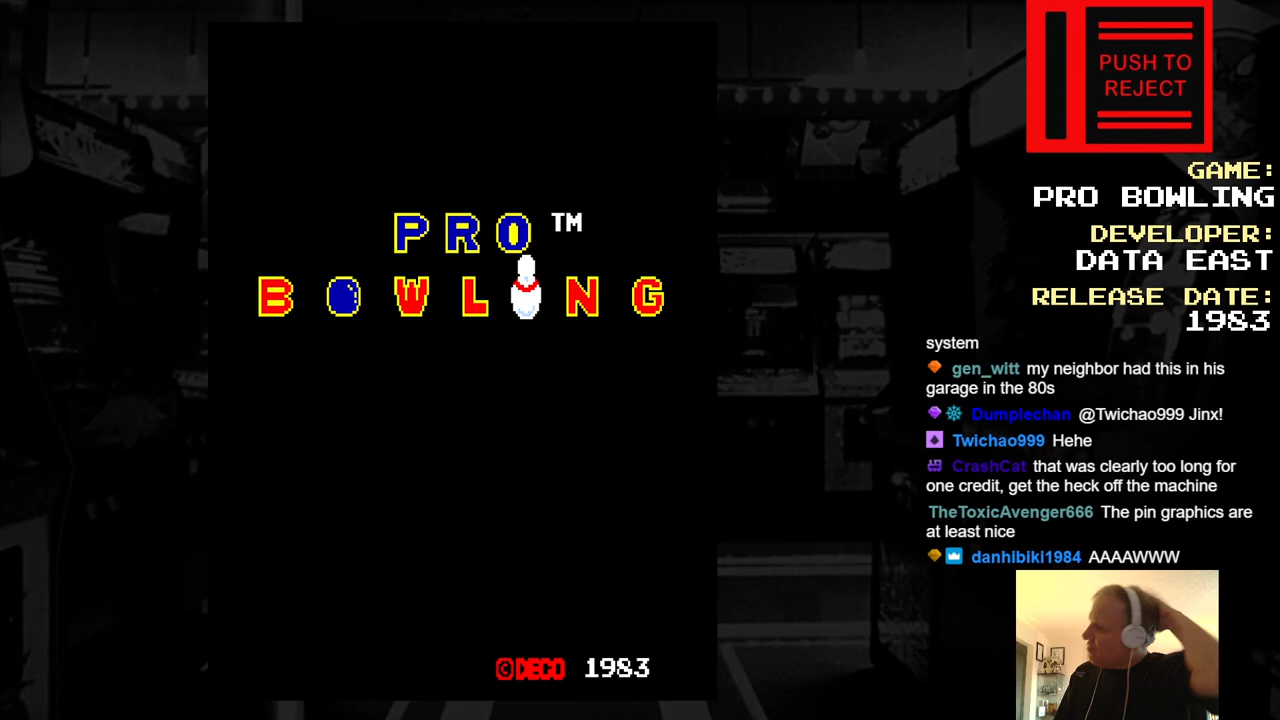 PRO ™
BOWLING
© DECO 1983
PUSH TO
REJECT
GAME:
PRO BOWLING
DEVELOPER:
DATA EAST
RELEASE DATE:
1983
system
gen_witt my neighbor had this in his
garage in the 80s
Dumplechan @Twichao999 Jinx!
Twichao999 Hehe
CrashCat that was clearly too long for
one credit, get the heck off the machine
TheToxicAvenger666 The pin graphics are
at least nice
danhibiki1984 AAAAWWW